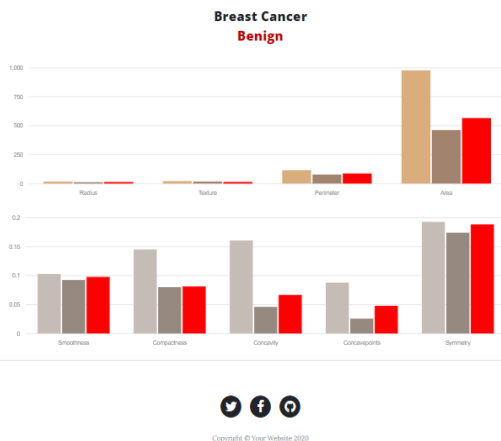 Breast Cancer
Benign
1,000
750
500
250
0
Radius Texture Perimeter Area
0.2
0.15
0.1
0.05
0
Smoothness Compactness Concavity Concavepoints Symmetry
Copyright © Your Website 2020